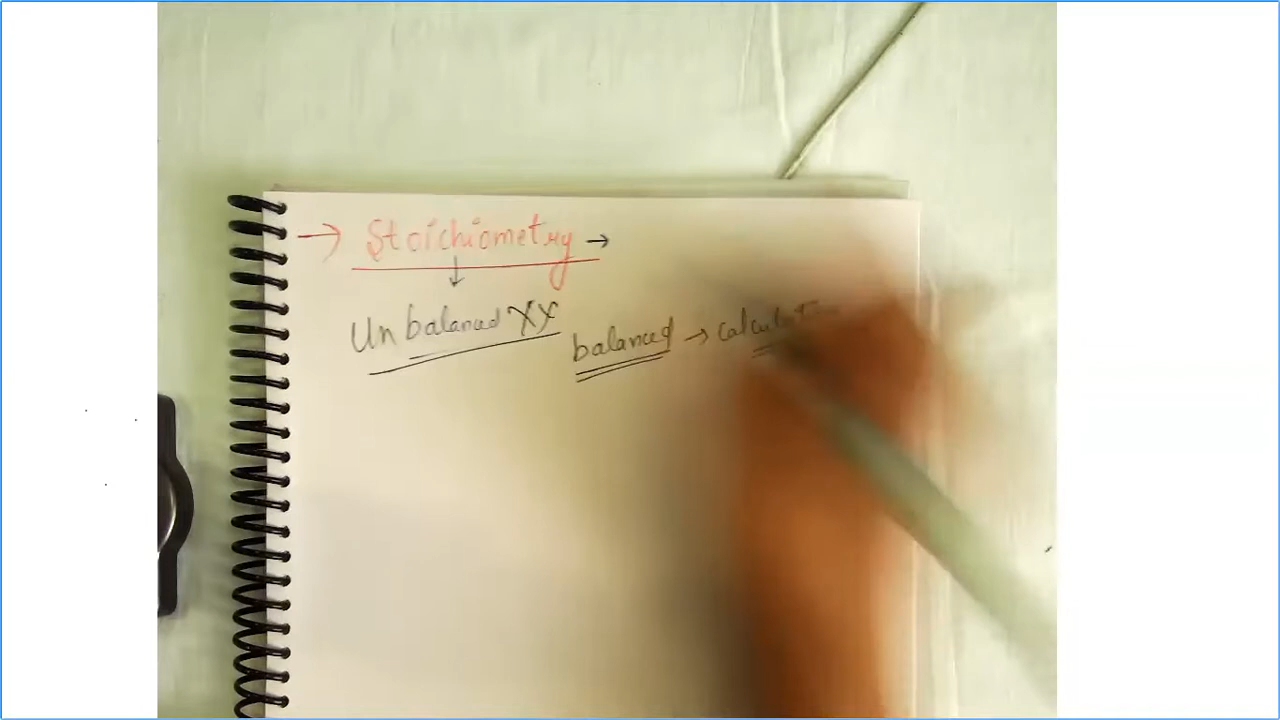 → Stoichiometry →
↓
Unbalanced XX
balanced →